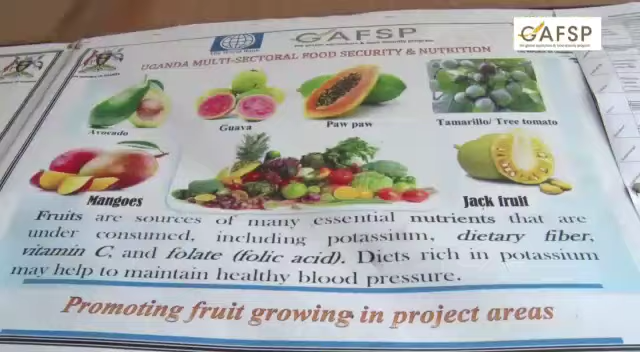 GAFSP
GAFSP
UGANDA MULTI-SECTORAL FOOD SECURITY & NUTRITION
Avocado
Guava
Paw paw
Tamarillo/ Tree tomato
Mangoes
Jack fruit
Fruits are sources of many essential nutrients that are
under consumed, including potassium, dietary fiber,
vitamin C, and folate (folic acid). Diets rich in potassium
may help to maintain healthy blood pressure.
Promoting fruit growing in project areas